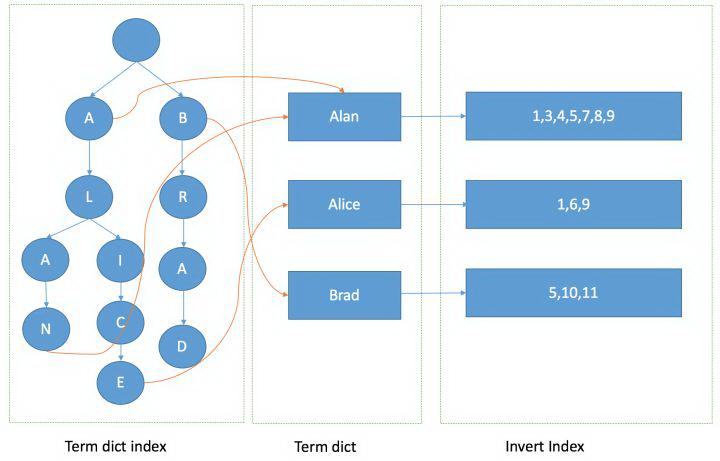 A
B
Alan
1,3,4,5,7,8,9
L
R
Alice
1,6,9
A
I
A
Brad
5,10,11
N
C
D
E
Term dict index
Term dict
Invert Index